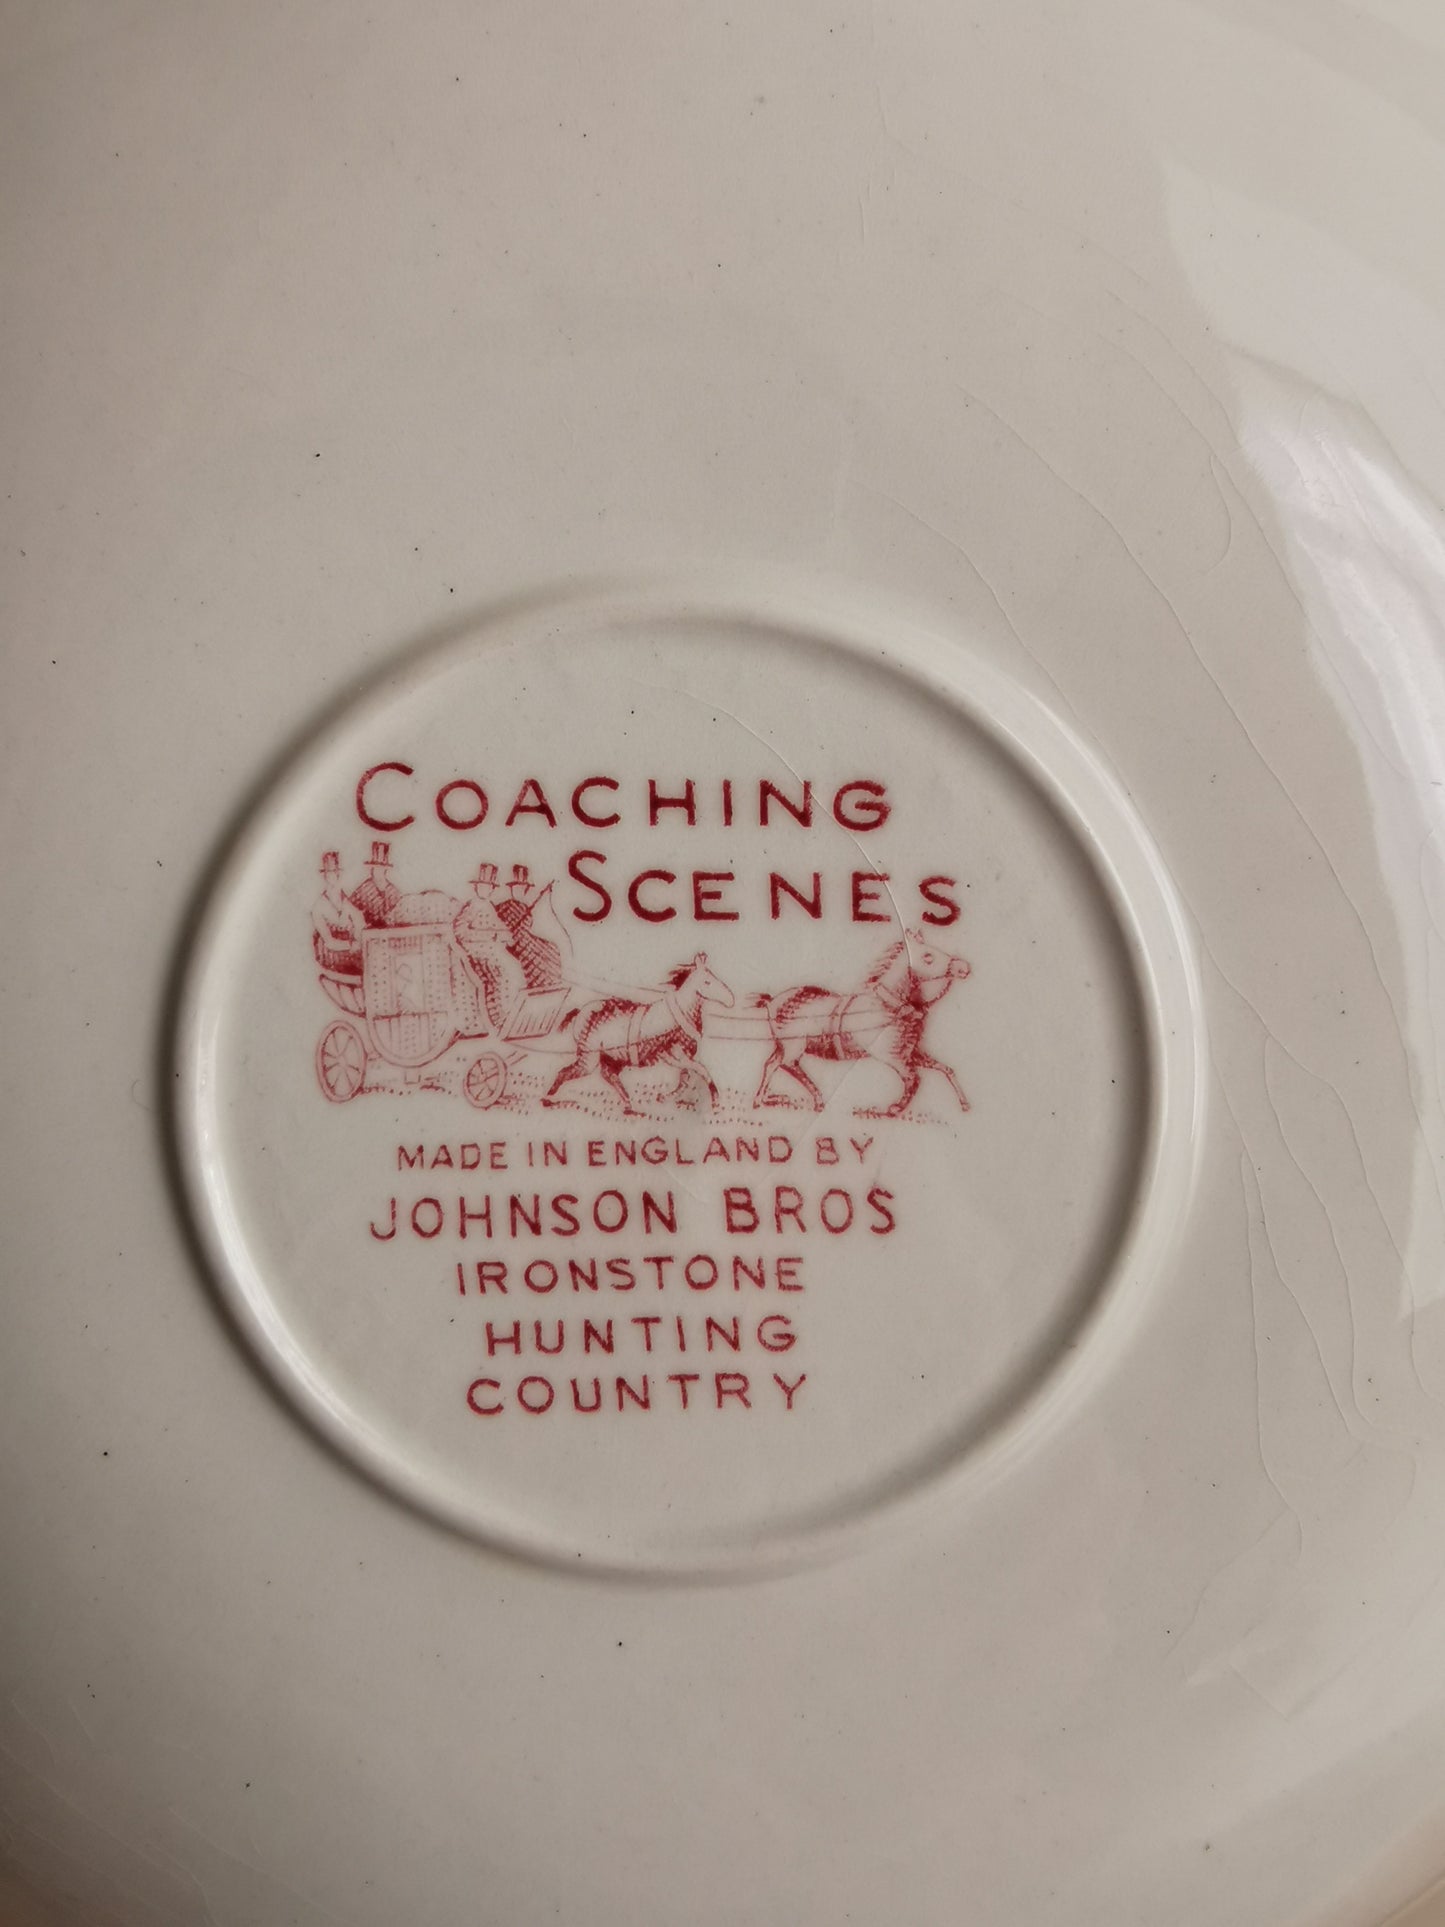 COACHING
SCENES
MADE IN ENGLAND BY
JOHNSON BROS
IRONSTONE
HUNTING
COUNTRY